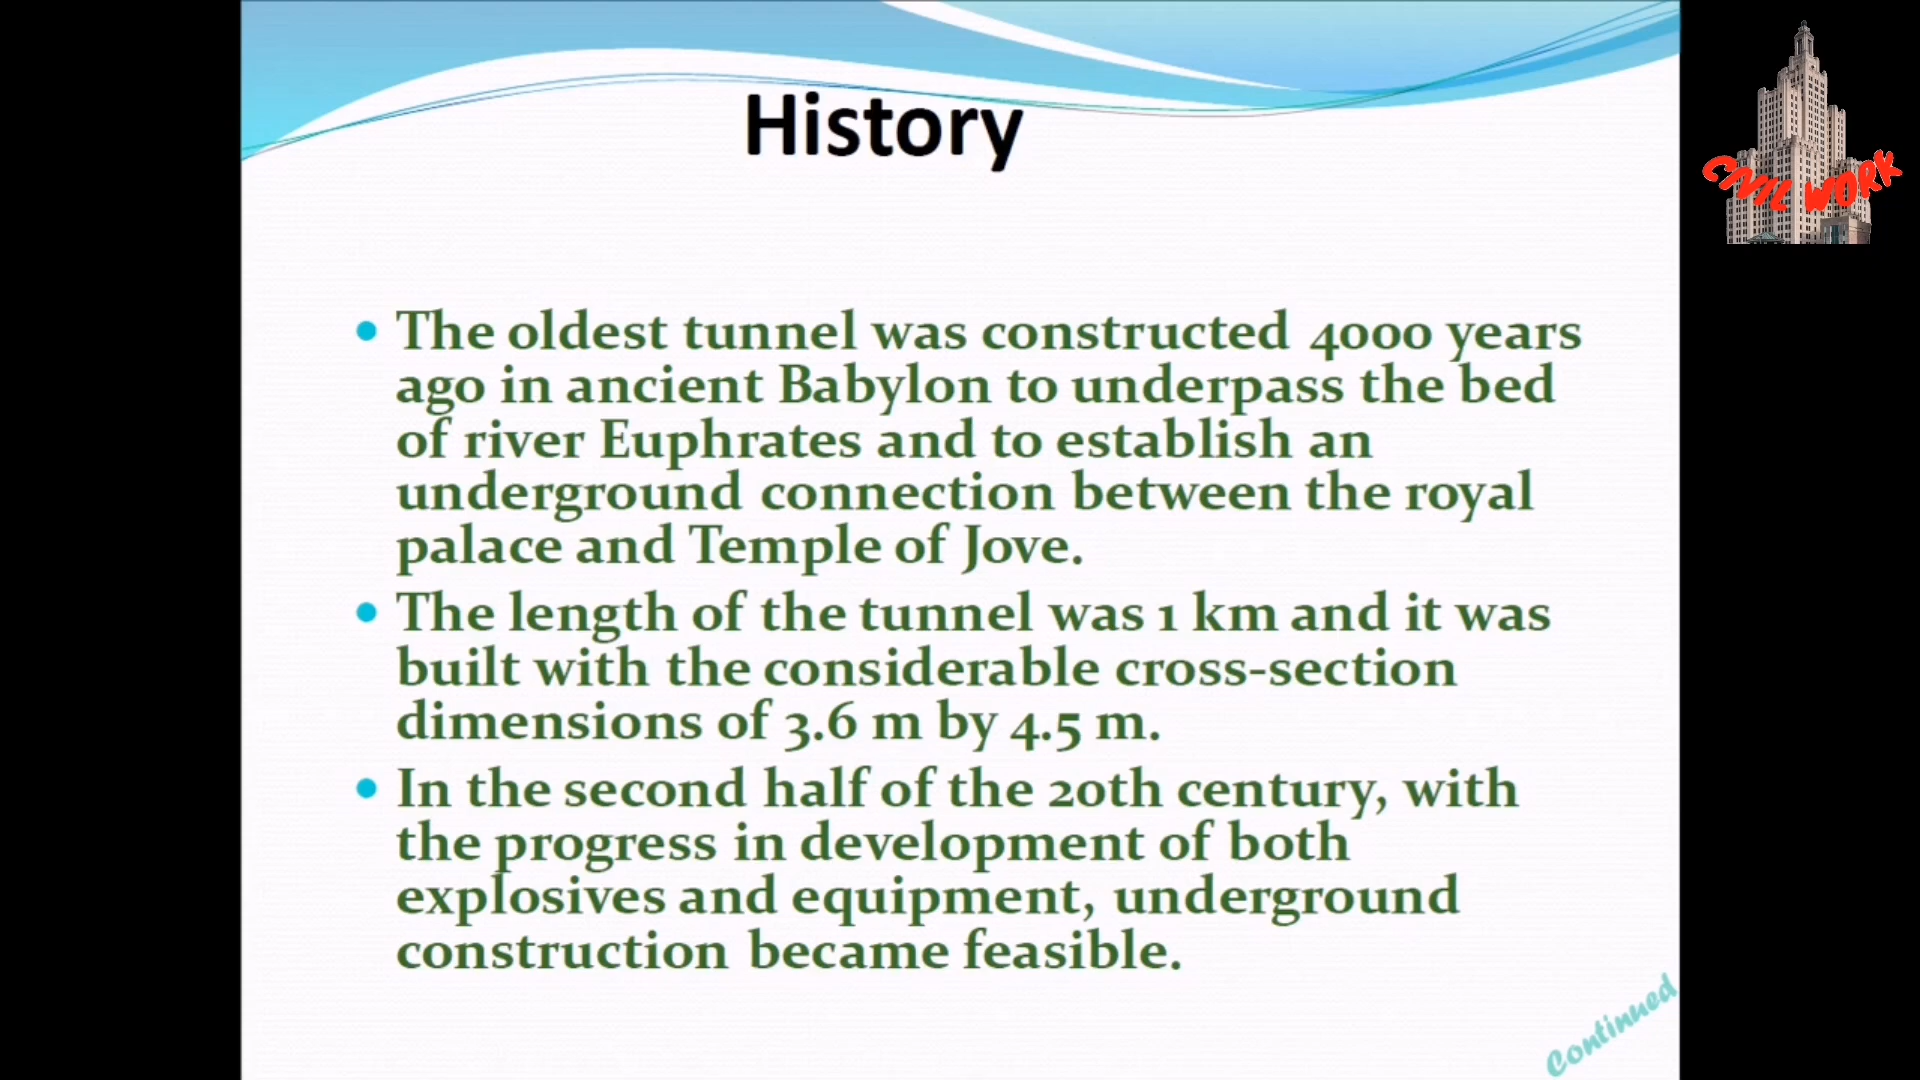 History
CIVIL WORK
• The oldest tunnel was constructed 4000 years
ago in ancient Babylon to underpass the bed
of river Euphrates and to establish an
underground connection between the royal
palace and Temple of Jove.
• The length of the tunnel was 1 km and it was
built with the considerable cross-section
dimensions of 3.6 m by 4.5 m.
• In the second half of the 20th century, with
the progress in development of both
explosives and equipment, underground
construction became feasible.
Continued